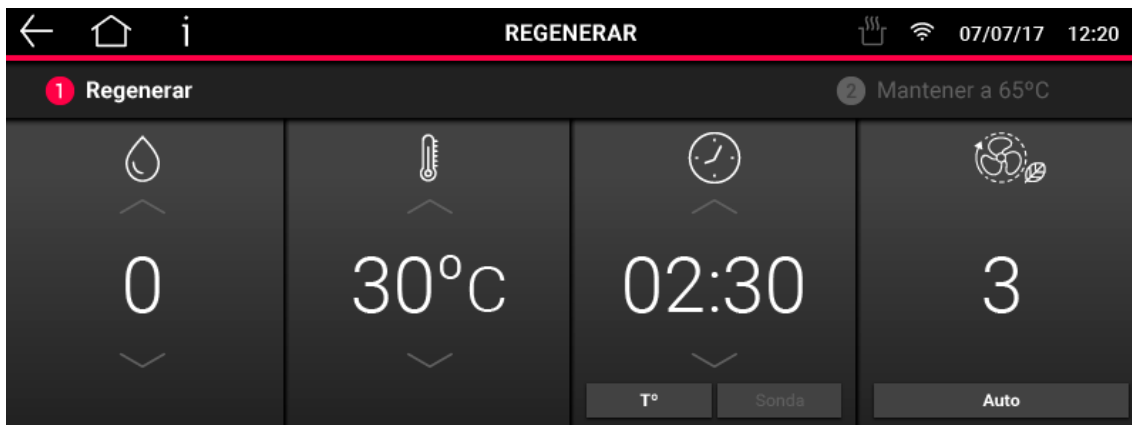 i REGENERAR 07/07/17 12:20
1 Regenerar 2 Mantener a 65ºC
0 30ºC 02:30 3
Tº Sonda Auto